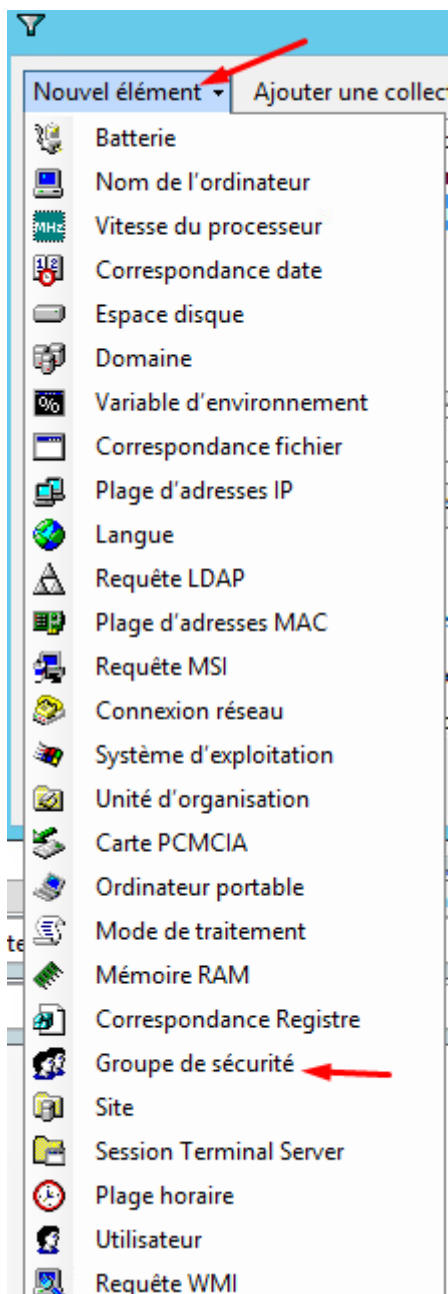 Nouvel élément
Ajouter une collec
Batterie
Nom de l'ordinateur
MHz
Vitesse du processeur
Correspondance date
Espace disque
Domaine
%
Variable d'environnement
Correspondance fichier
Plage d'adresses IP
Langue
Requête LDAP
Plage d'adresses MAC
Requête MSI
Connexion réseau
Système d'exploitation
Unité d'organisation
Carte PCMCIA
Ordinateur portable
te
Mode de traitement
Mémoire RAM
Correspondance Registre
Groupe de sécurité
Site
Session Terminal Server
Plage horaire
Utilisateur
Requête WMI